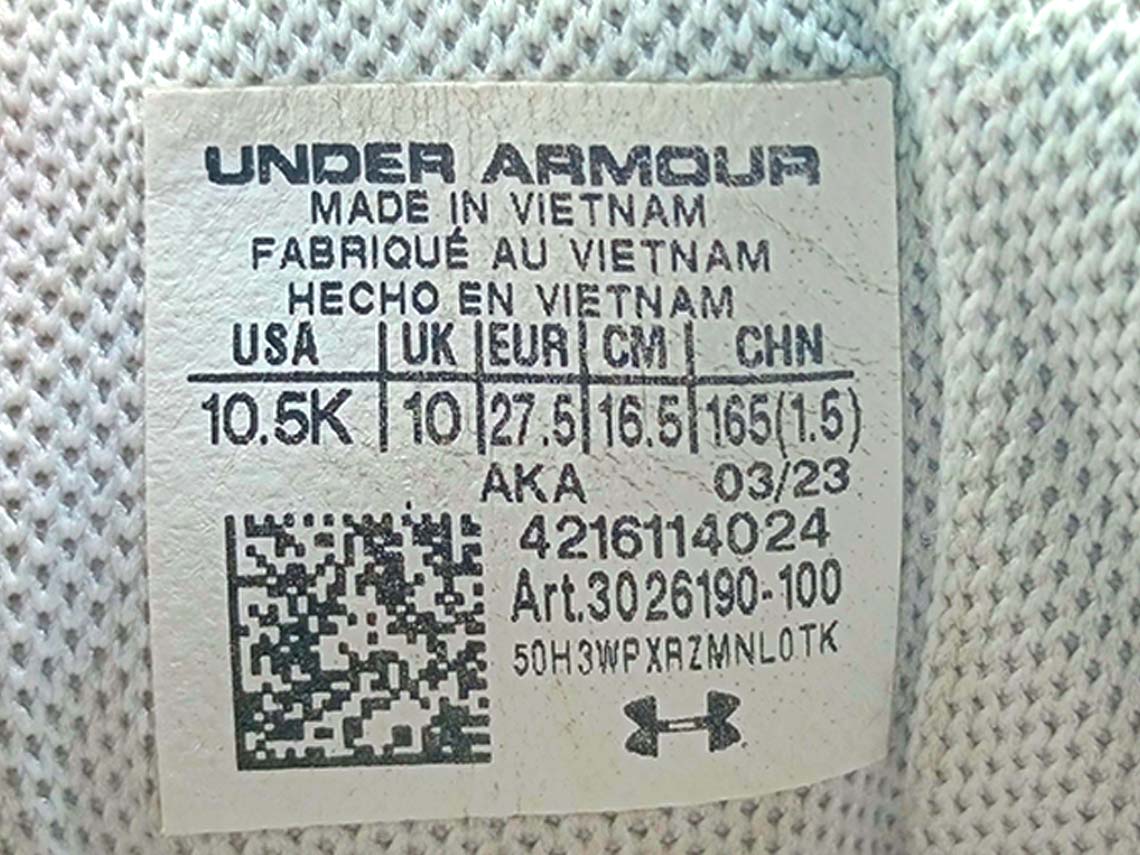 UNDER ARMOUR
MADE IN VIETNAM
FABRIQUÉ AU VIETNAM
HECHO EN VIETNAM
USA UK EUR CM CHN
10.5K 10 27.5 16.5 165(1.5)
AKA 03/23
4216114024
Art.3026190-100
50H3WPXRZMNL0TK